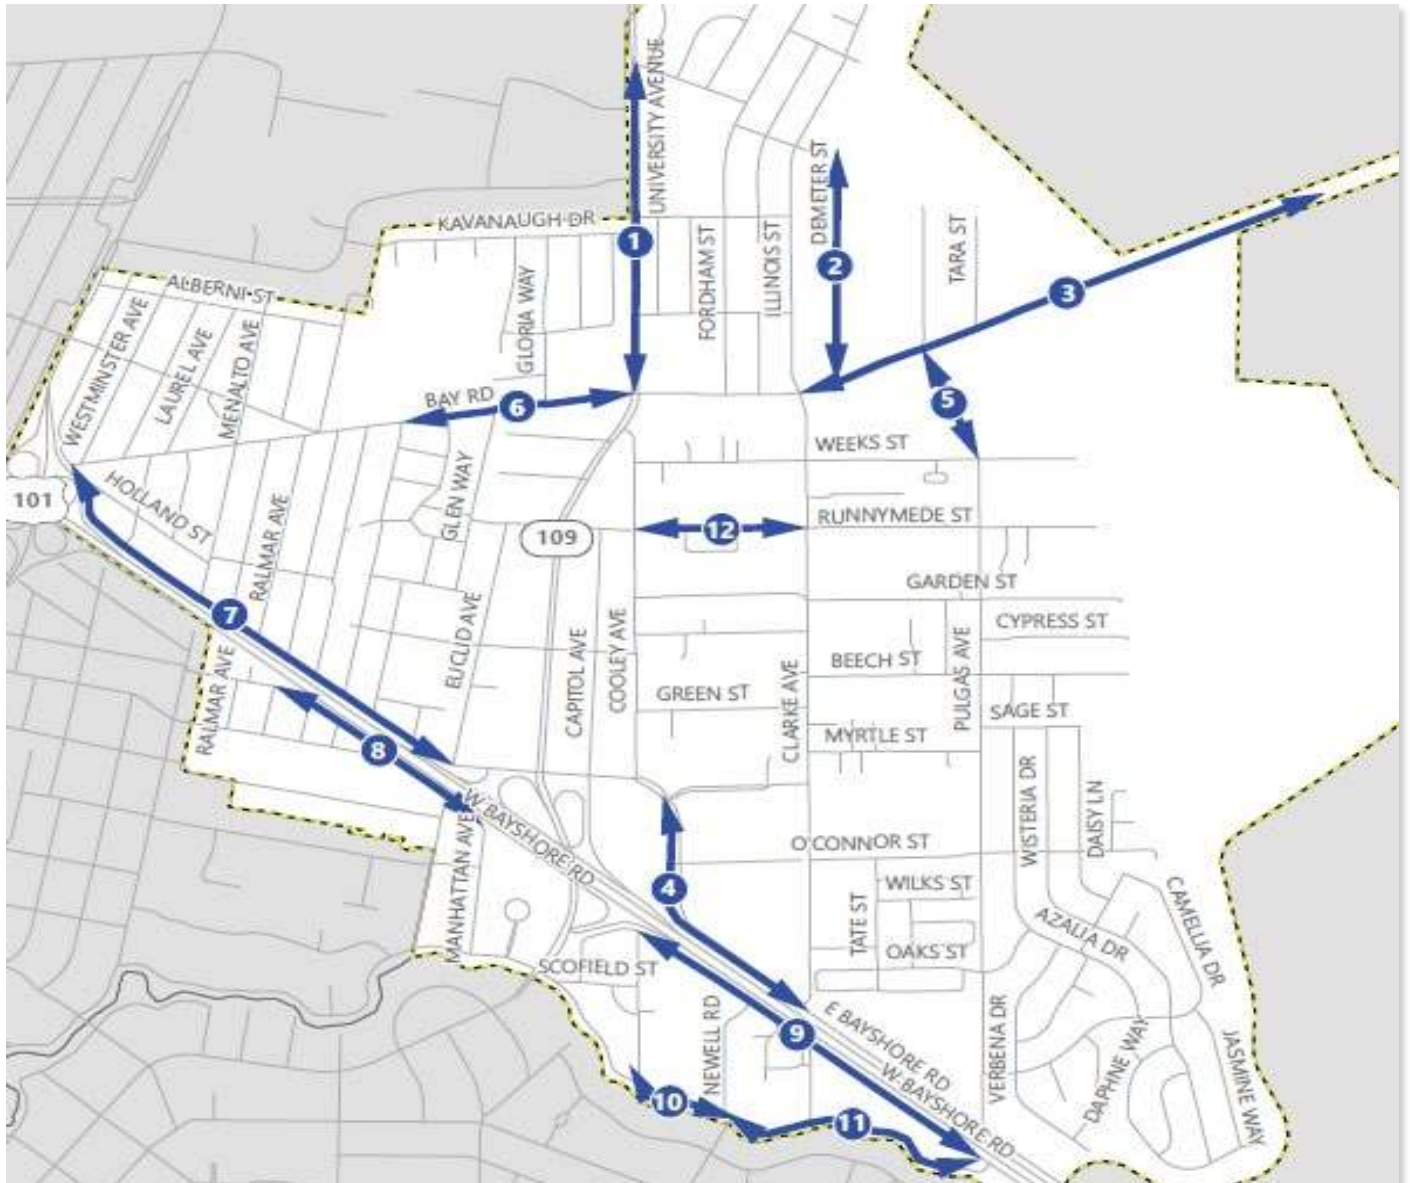 UNIVERSITY AVENUE
KAVANAUGH DR
DEMETER ST
1
2
3
TARA ST
FORDHAM ST
ILLINOIS ST
GLORIA WAY
ALBERNI ST
WESTMINSTER AVE
LAUREL AVE
MENALTO AVE
BAY RD
6
5
WEEKS ST
101
HOLLAND ST
RALMAR AVE
GLEN WAY
109
12
RUNNYMEDE ST
GARDEN ST
CYPRESS ST
7
EUCLID AVE
CAPITOL AVE
COOLEY AVE
BEECH ST
PULGAS AVE
RALMAR AVE
GREEN ST
CLARKE AVE
SAGE ST
8
MYRTLE ST
WISTERIA DR
DAISY LN
W BAYSHORE RD
O'CONNOR ST
MANHATTAN AVE
4
WILKS ST
TATE ST
CAMELLIA DR
AZALIA DR
OAKS ST
SCOFIELD ST
9
E BAYSHORE RD
NEWELL RD
W BAYSHORE RD
VERBENA DR
DAPHNE WAY
JASMINE WAY
10
11